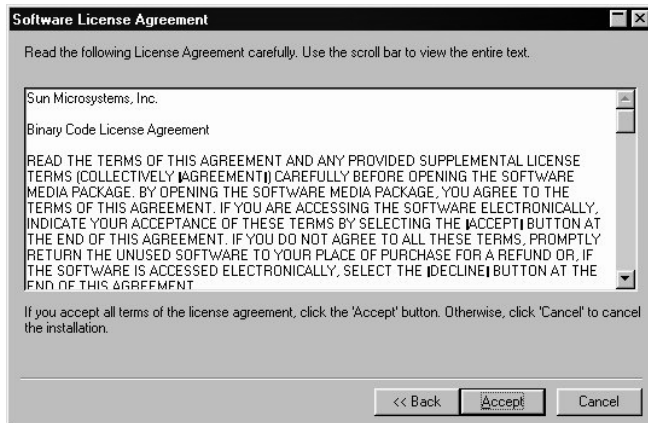 Software License Agreement
Read the following License Agreement carefully. Use the scroll bar to view the entire text.
Sun Microsystems, Inc.
Binary Code License Agreement
READ THE TERMS OF THIS AGREEMENT AND ANY PROVIDED SUPPLEMENTAL LICENSE
TERMS (COLLECTIVELY |AGREEMENT|) CAREFULLY BEFORE OPENING THE SOFTWARE
MEDIA PACKAGE. BY OPENING THE SOFTWARE MEDIA PACKAGE, YOU AGREE TO THE
TERMS OF THIS AGREEMENT. IF YOU ARE ACCESSING THE SOFTWARE ELECTRONICALLY,
INDICATE YOUR ACCEPTANCE OF THESE TERMS BY SELECTING THE |ACCEPT| BUTTON AT
THE END OF THIS AGREEMENT. IF YOU DO NOT AGREE TO ALL THESE TERMS, PROMPTLY
RETURN THE UNUSED SOFTWARE TO YOUR PLACE OF PURCHASE FOR A REFUND OR, IF
THE SOFTWARE IS ACCESSED ELECTRONICALLY, SELECT THE |DECLINE| BUTTON AT THE
END OF THIS AGREEMENT
If you accept all terms of the license agreement, click the 'Accept' button. Otherwise, click 'Cancel' to cancel
the installation.
<< Back Accept Cancel